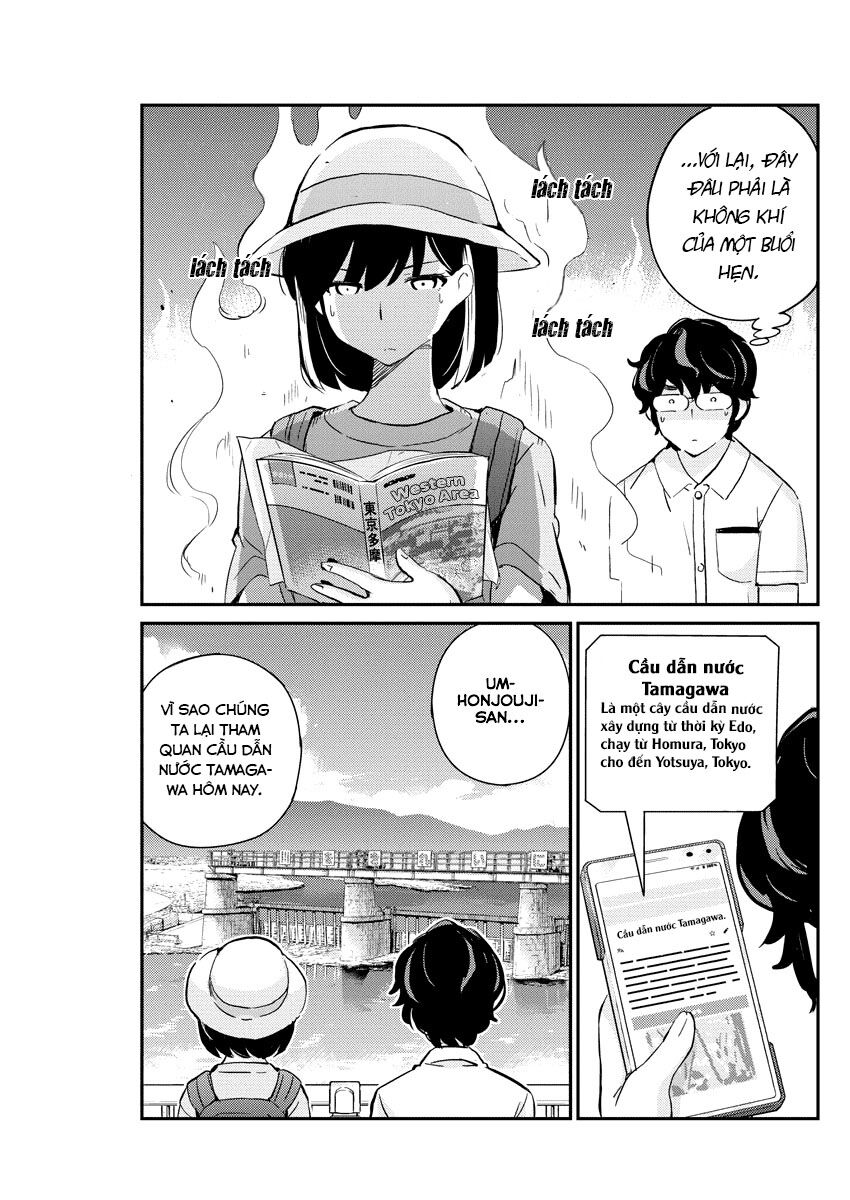 ...VỚI LẠI, ĐÂY
ĐÂU PHẢI LÀ
KHÔNG KHÍ
CỦA MỘT BUỔI
HẸN.
lách tách
lách tách
lách tách
Western
Tokyo Area
東京多摩
Cầu dẫn nước
Tamagawa
Là một cây cầu dẫn nước
xây dựng từ thời kỳ Edo,
chạy từ Homura, Tokyo
cho đến Yotsuya, Tokyo.
Cầu dẫn nước Tamagawa.
UM-
HONJOUJI-
SAN...
VÌ SAO CHÚNG
TA LẠI THAM
QUAN CẦU DẪN
NƯỚC TAMAGA-
WA HÔM NAY.